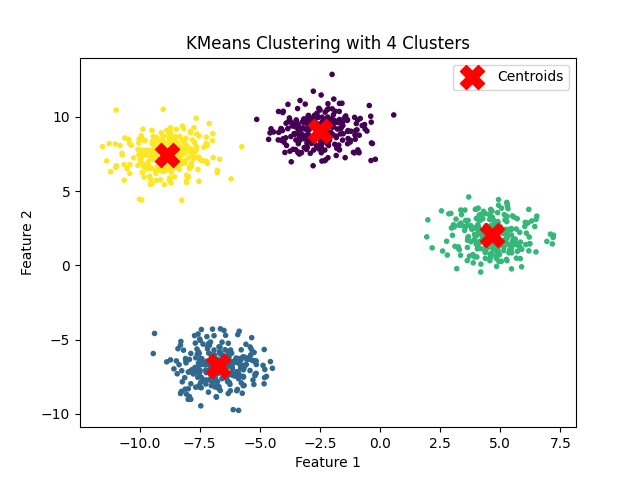 KMeans Clustering with 4 Clusters
Centroids
10
5
0
−5
−10
Feature 2
−10.0 −7.5 −5.0 −2.5 0.0 2.5 5.0 7.5
Feature 1